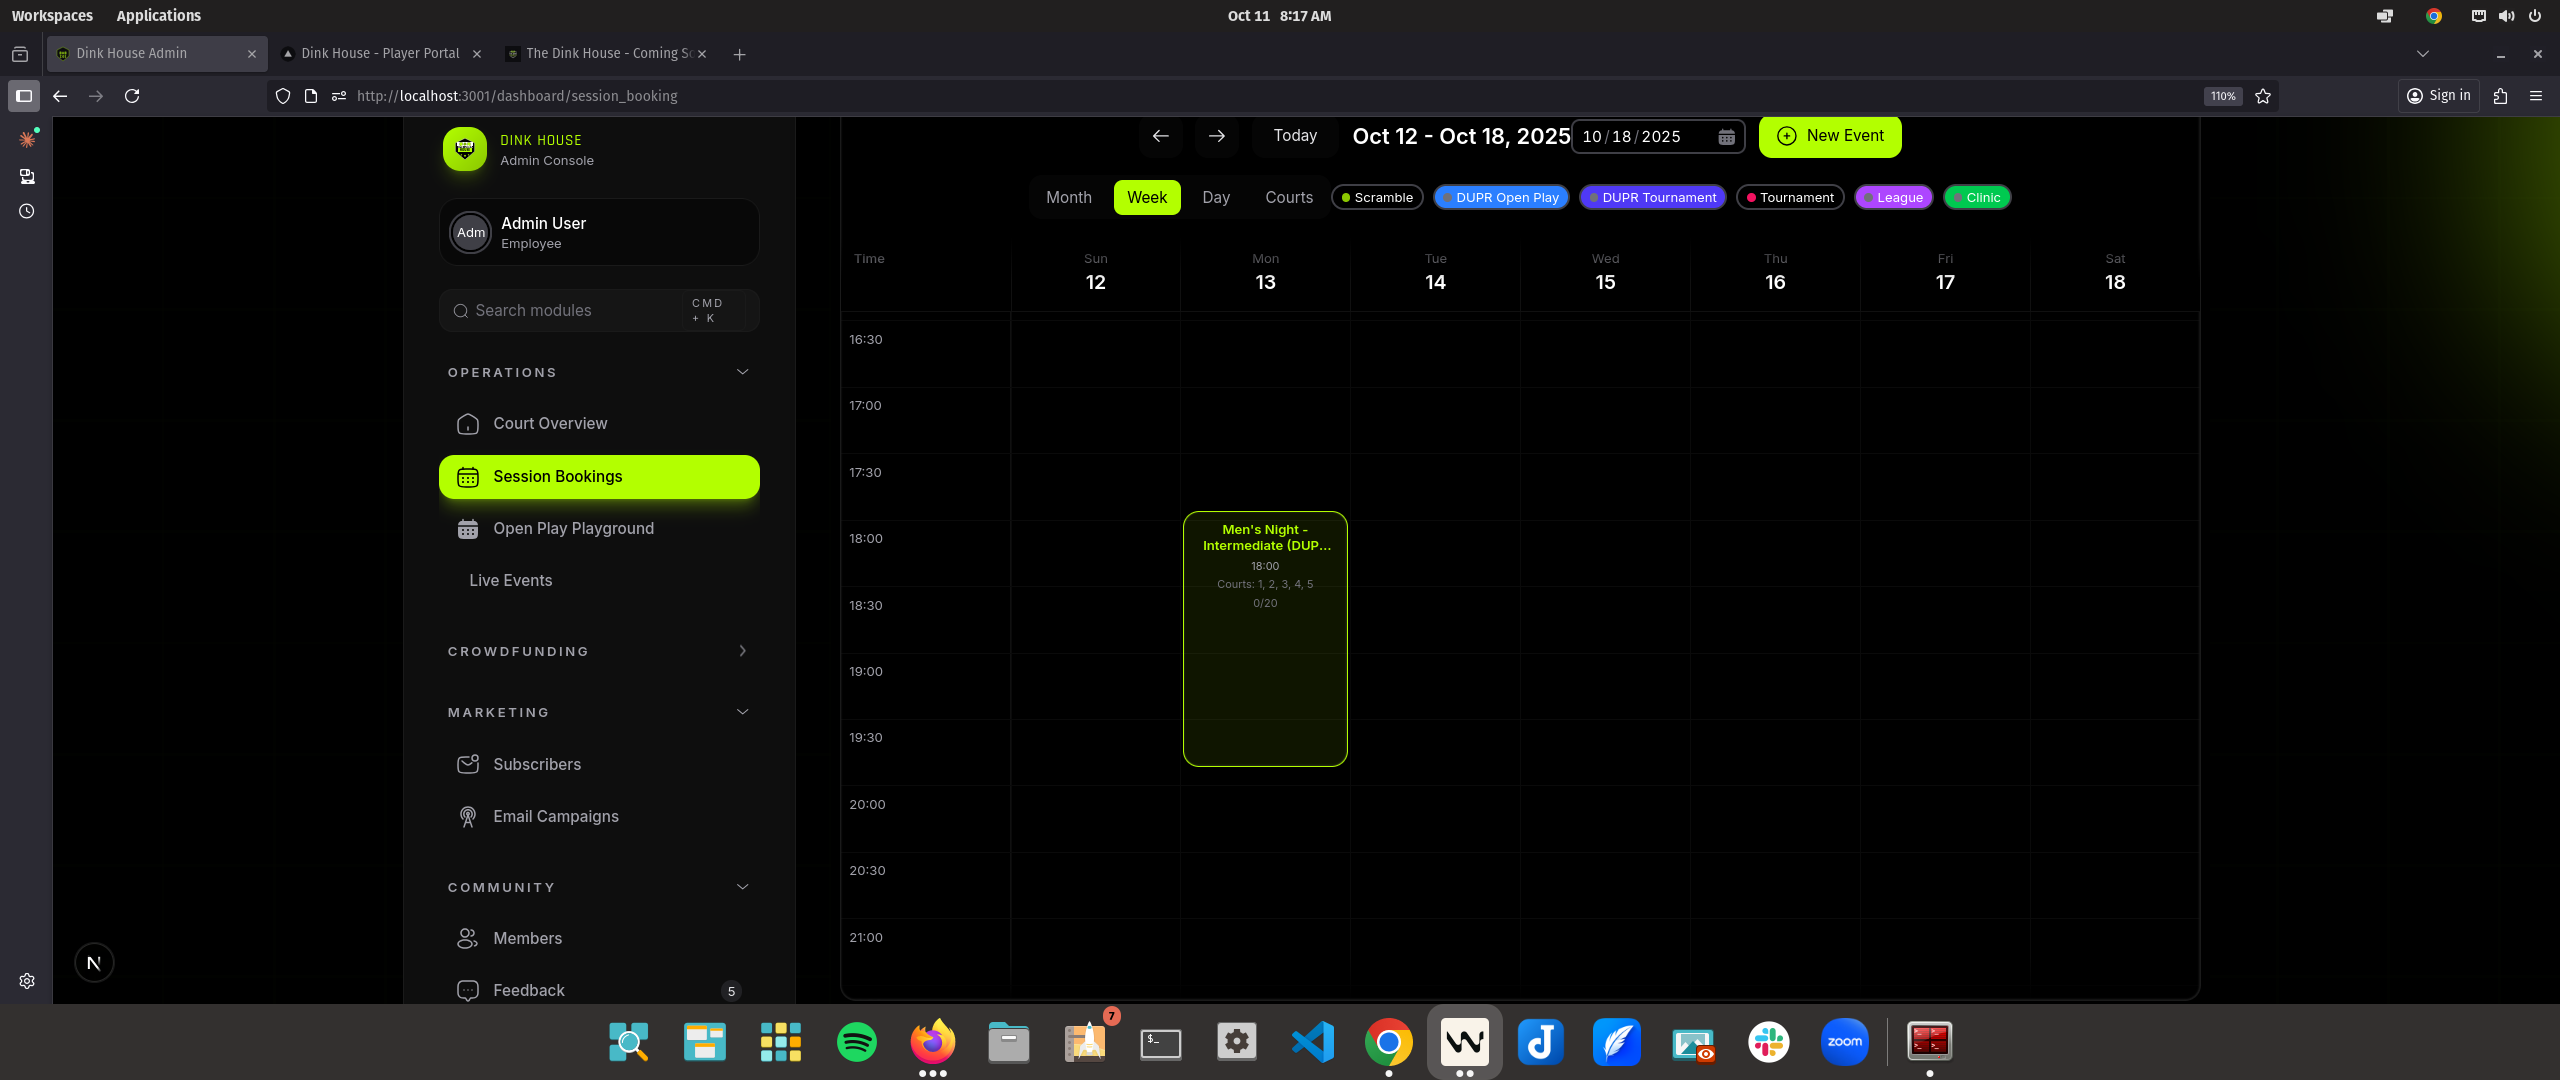 Workspaces Applications Oct 11 8:17 AM
Dink House Admin Dink House - Player Portal The Dink House - Coming Sc
http://localhost:3001/dashboard/session_booking 110% Sign in
DINK HOUSE
Admin Console
Adm
Admin User
Employee
Search modules CMD + K
OPERATIONS
Court Overview
Session Bookings
Open Play Playground
Live Events
CROWDFUNDING
MARKETING
Subscribers
Email Campaigns
COMMUNITY
Members
Feedback 5
N
Today Oct 12 - Oct 18, 2025 10/18/2025 New Event
Month Week Day Courts Scramble DUPR Open Play DUPR Tournament Tournament League Clinic
Time Sun Mon Tue Wed Thu Fri Sat
12 13 14 15 16 17 18
16:30
17:00
17:30
18:00
18:30
19:00
19:30
20:00
20:30
21:00
Men's Night -
Intermediate (DUP...
18:00
Courts: 1, 2, 3, 4, 5
0/20
7
$_
zoom